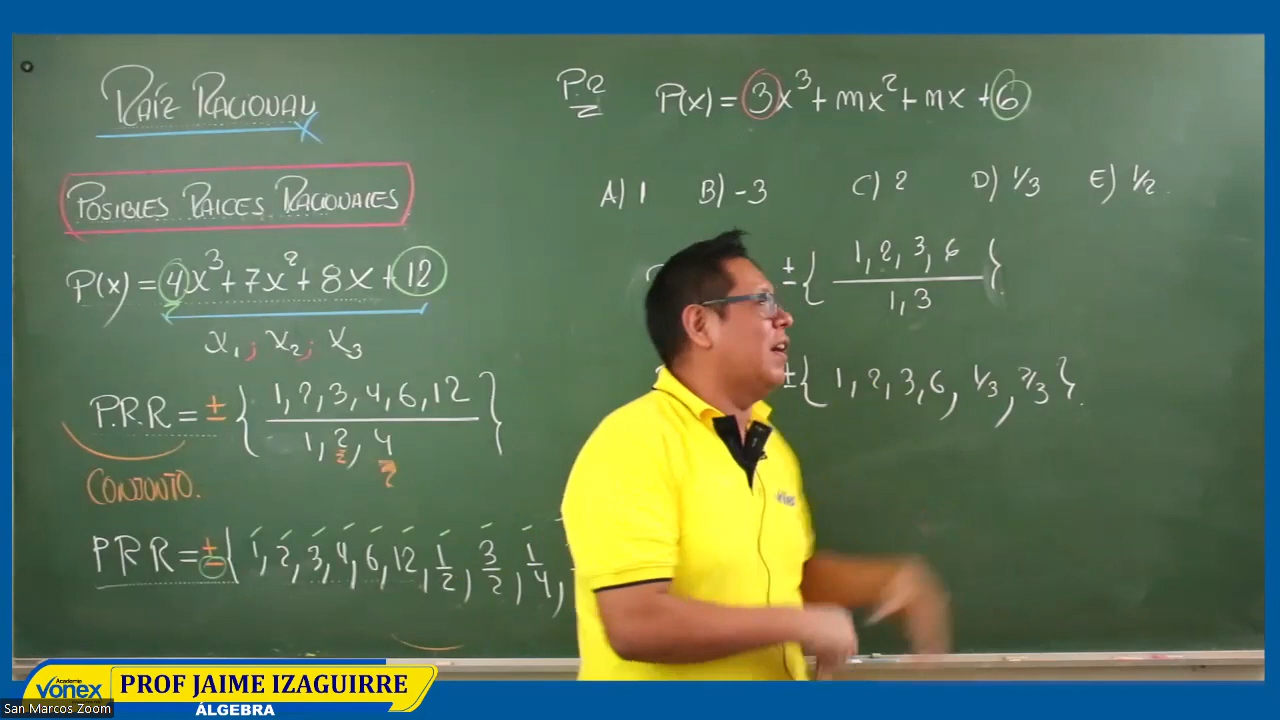 RAÍZ RACIONAL
POSIBLES RAICES RACIONALES
P(x) = 4x³ + 7x² + 8x + 12
x₁ ; x₂ ; x₃
P.R.R = ± { 1, 2, 3, 4, 6, 12 / 1, 2, 4 }
CONJUNTO.
PRR = ± { 1, 2, 3, 4, 6, 12, 1/2, 3/2, 1/4,
P(x) = 3x³ + mx² + mx + 6
A) 1 B) -3 C) 2 D) 1/3 E) 1/2
± { 1, 2, 3, 6 / 1, 3 }
± { 1, 2, 3, 6, 1/3, 2/3 }.
Academia
vonex
PROF JAIME IZAGUIRRE
ÁLGEBRA
San Marcos Zoom